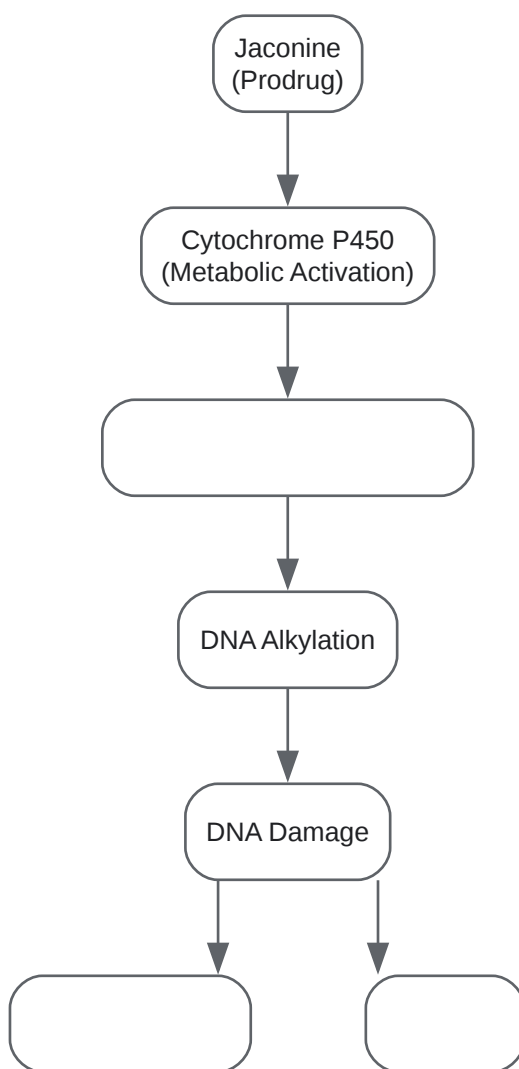 Jaconine
(Prodrug)
Cytochrome P450
(Metabolic Activation)
DNA Alkylation
DNA Damage